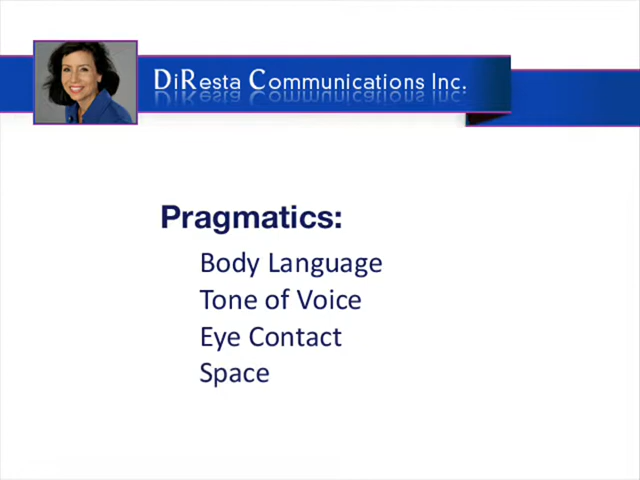 DiResta Communications Inc.
Pragmatics:
Body Language
Tone of Voice
Eye Contact
Space